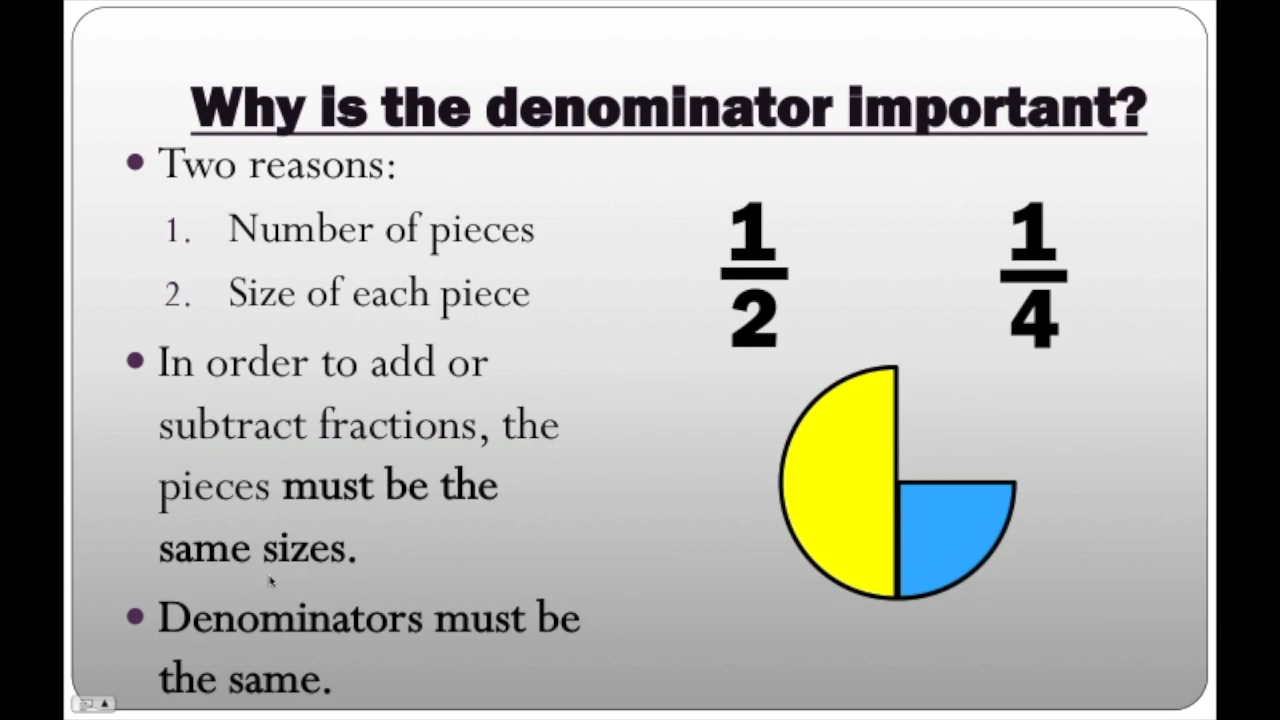 Why is the denominator important?
• Two reasons:
1. Number of pieces
2. Size of each piece
• In order to add or
subtract fractions, the
pieces must be the
same sizes.
• Denominators must be
the same.
1
2
1
4